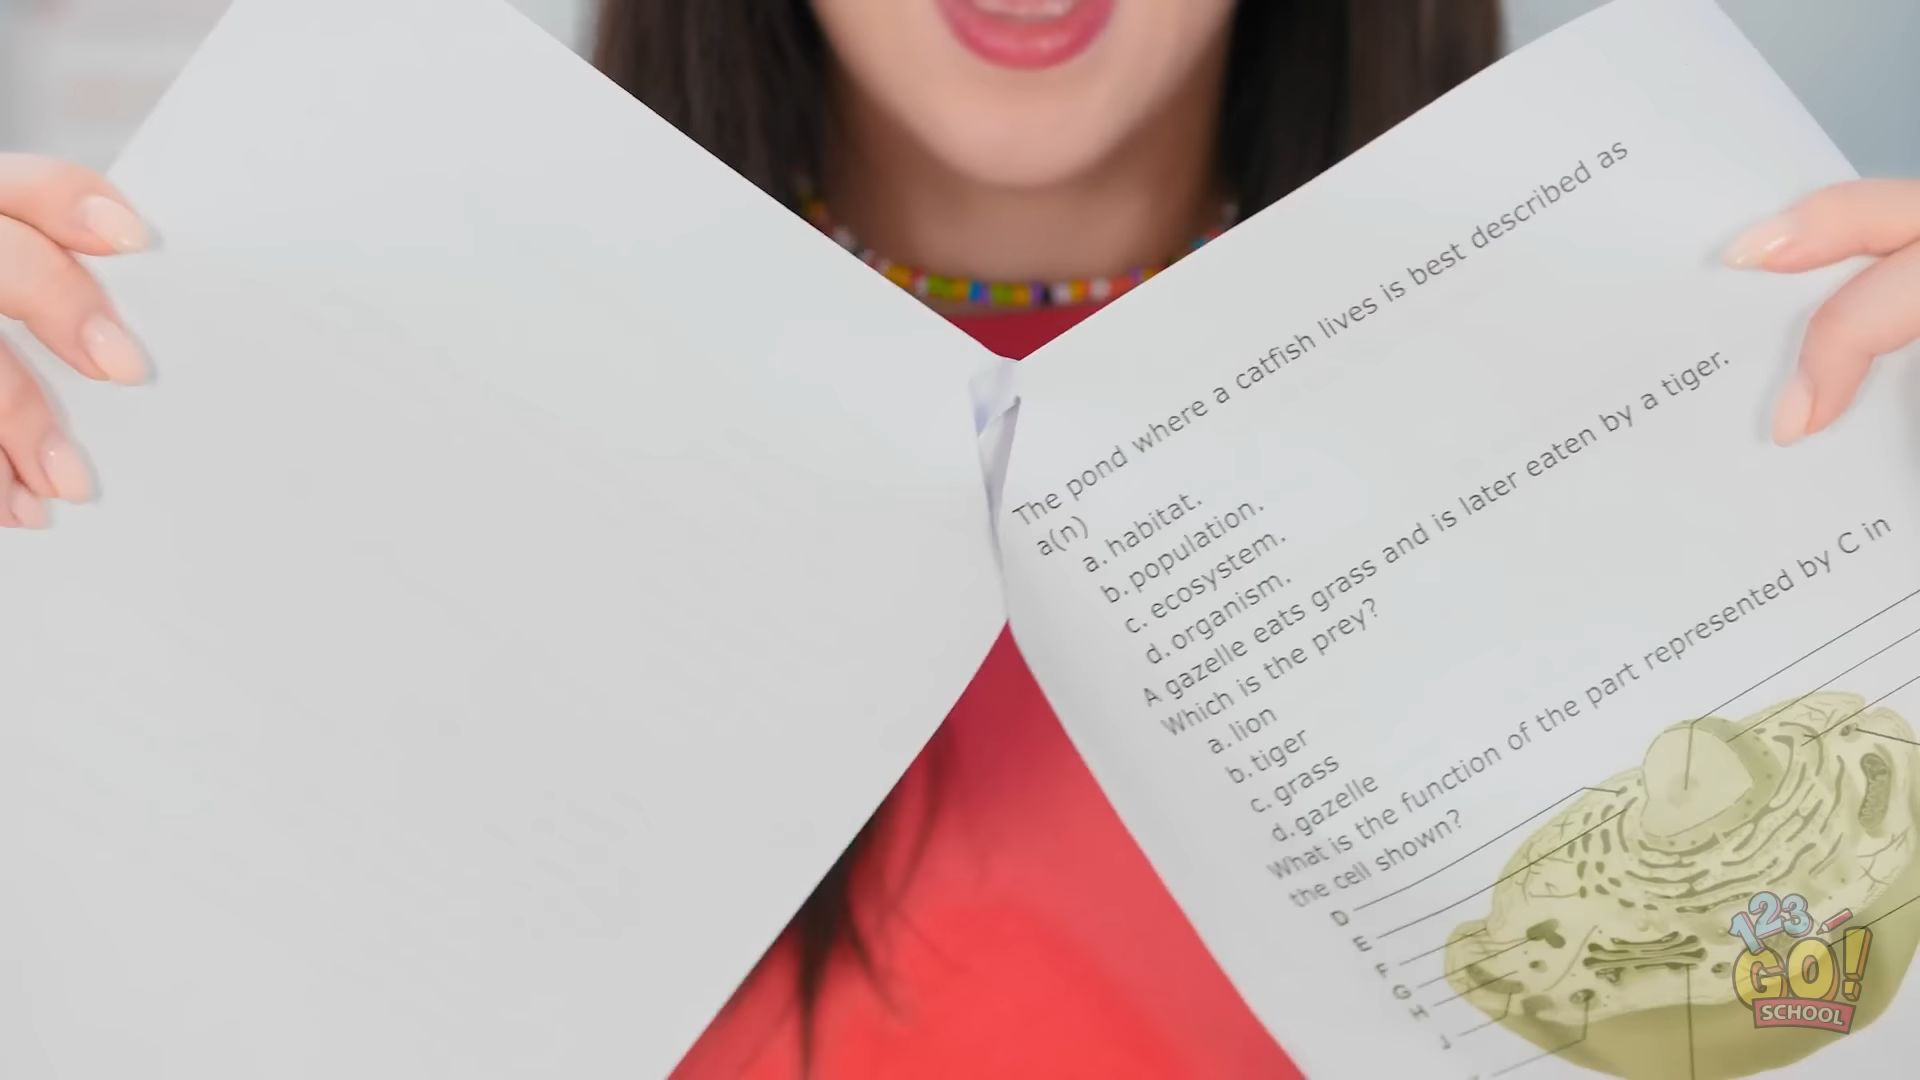 The pond where a catfish lives is best described as
a(n)
a. habitat.
b. population.
c. ecosystem.
d. organism.
A gazelle eats grass and is later eaten by a tiger.
Which is the prey?
a. lion
b. tiger
c. grass
d. gazelle
What is the function of the part represented by C in
the cell shown?
D
E
F
G
H
J
123
GO!
SCHOOL